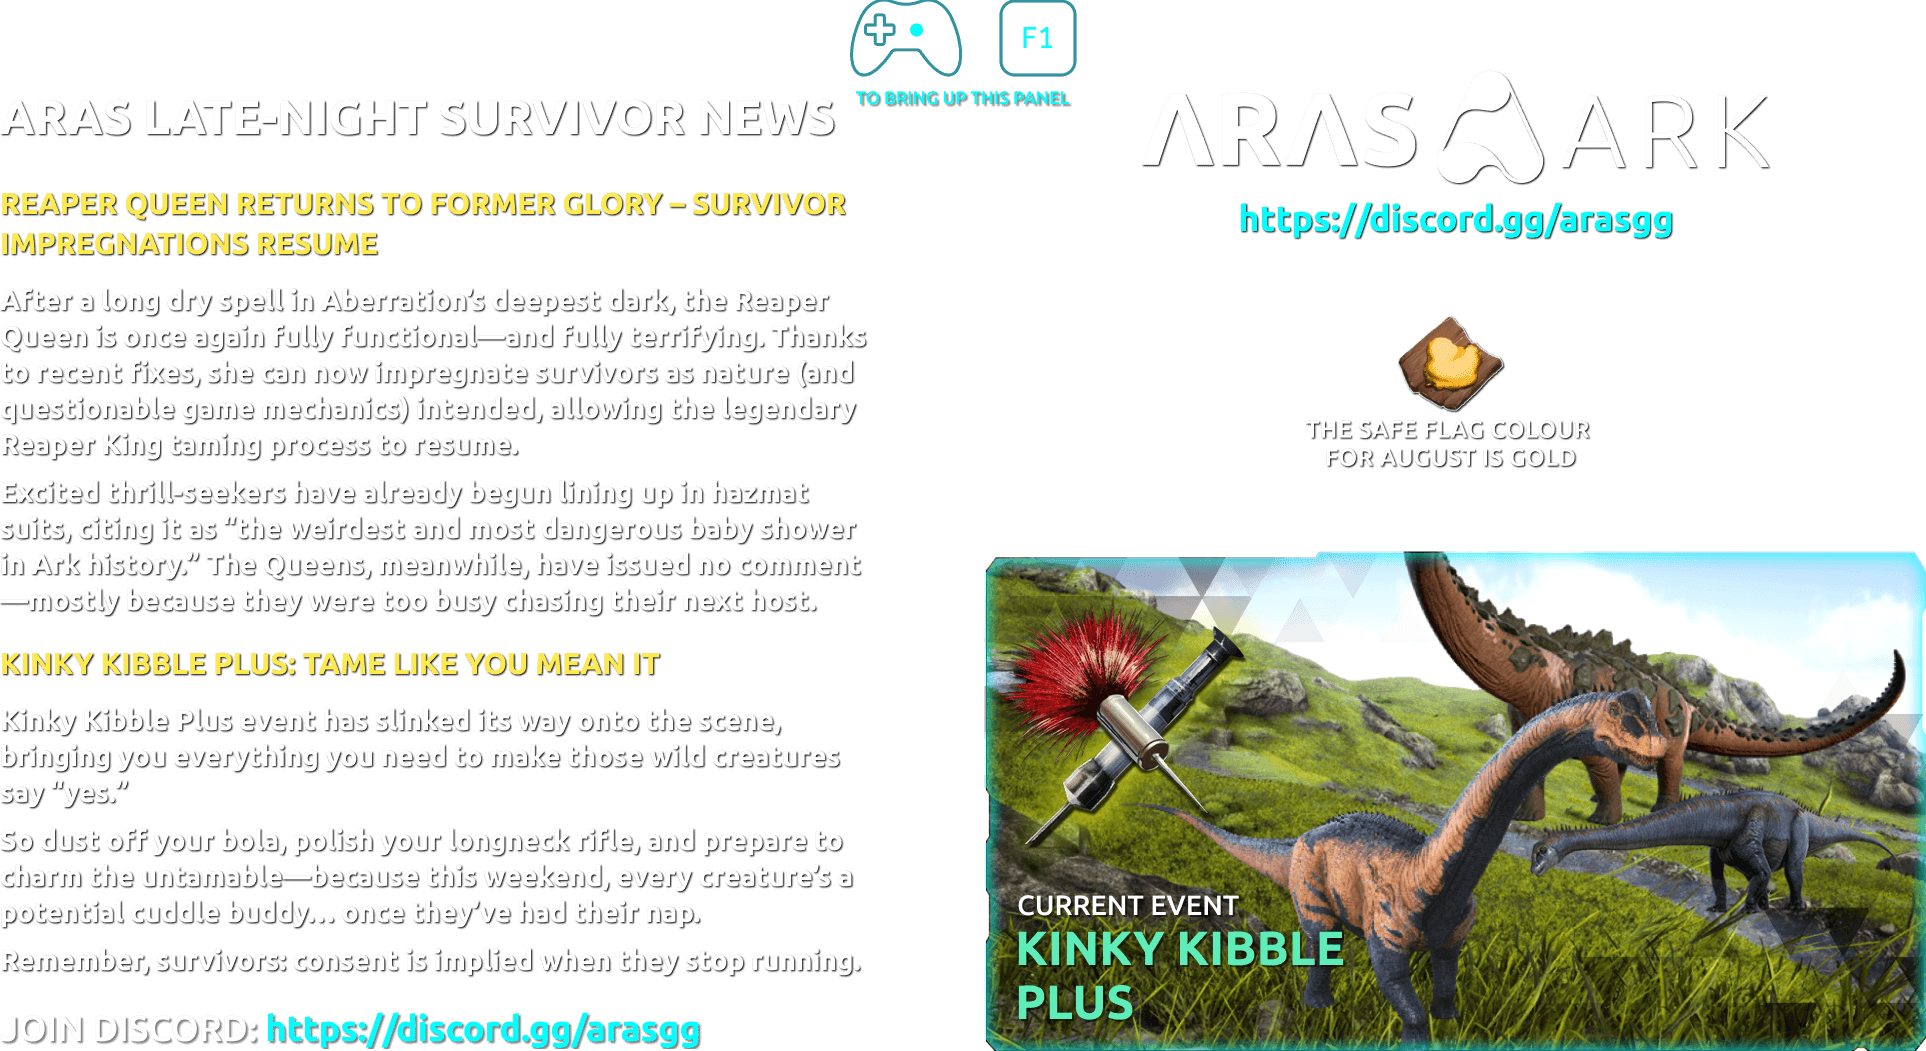 F1
TO BRING UP THIS PANEL
ARAS LATE-NIGHT SURVIVOR NEWS
REAPER QUEEN RETURNS TO FORMER GLORY – SURVIVOR
IMPREGNATIONS RESUME
After a long dry spell in Aberration’s deepest dark, the Reaper
Queen is once again fully functional—and fully terrifying. Thanks
to recent fixes, she can now impregnate survivors as nature (and
questionable game mechanics) intended, allowing the legendary
Reaper King taming process to resume.
Excited thrill-seekers have already begun lining up in hazmat
suits, citing it as “the weirdest and most dangerous baby shower
in Ark history.” The Queens, meanwhile, have issued no comment
—mostly because they were too busy chasing their next host.
KINKY KIBBLE PLUS: TAME LIKE YOU MEAN IT
Kinky Kibble Plus event has slinked its way onto the scene,
bringing you everything you need to make those wild creatures
say “yes.”
So dust off your bola, polish your longneck rifle, and prepare to
charm the untamable—because this weekend, every creature’s a
potential cuddle buddy… once they’ve had their nap.
Remember, survivors: consent is implied when they stop running.
JOIN DISCORD: https://discord.gg/arasgg
ARAS ARK
https://discord.gg/arasgg
THE SAFE FLAG COLOUR
FOR AUGUST IS GOLD
CURRENT EVENT
KINKY KIBBLE
PLUS